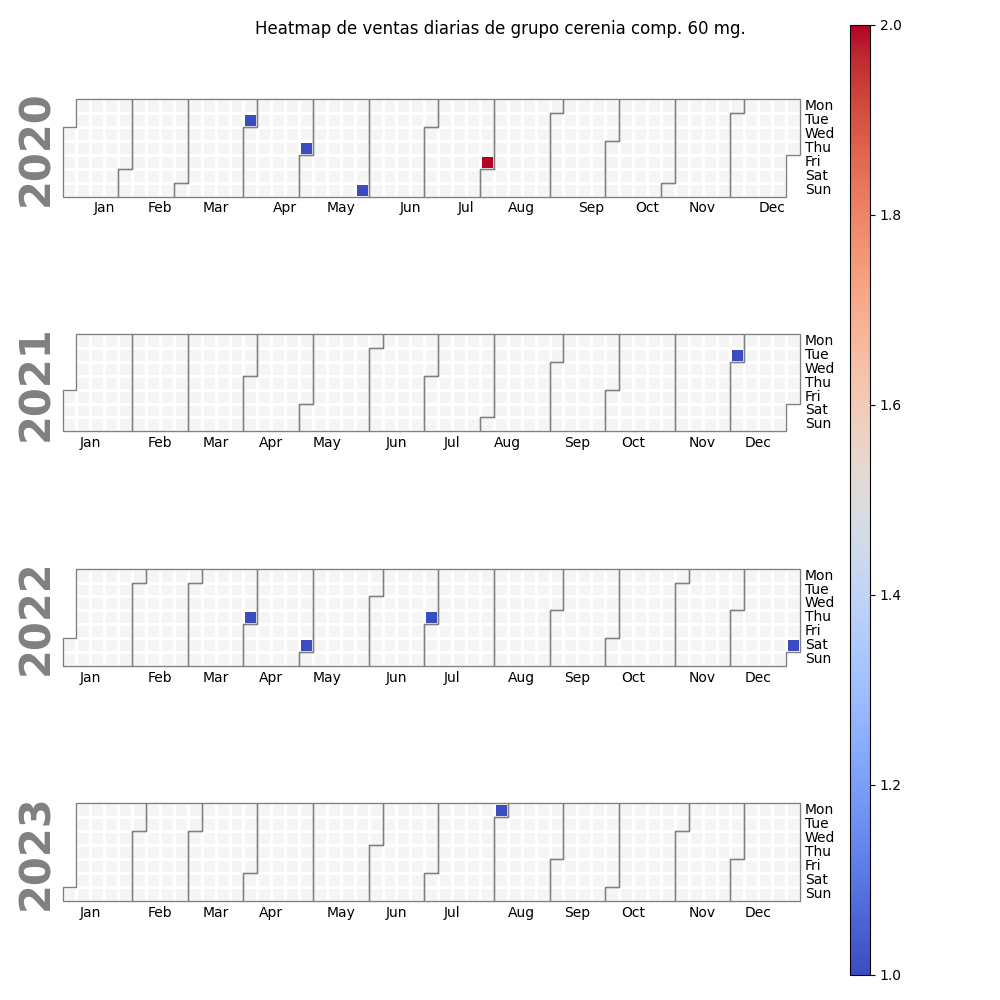 Heatmap de ventas diarias de grupo cerenia comp. 60 mg.
2020
Mon
Tue
Wed
Thu
Fri
Sat
Sun
Jan Feb Mar Apr May Jun Jul Aug Sep Oct Nov Dec
2021
Mon
Tue
Wed
Thu
Fri
Sat
Sun
Jan Feb Mar Apr May Jun Jul Aug Sep Oct Nov Dec
2022
Mon
Tue
Wed
Thu
Fri
Sat
Sun
Jan Feb Mar Apr May Jun Jul Aug Sep Oct Nov Dec
2023
Mon
Tue
Wed
Thu
Fri
Sat
Sun
Jan Feb Mar Apr May Jun Jul Aug Sep Oct Nov Dec
2.0
1.8
1.6
1.4
1.2
1.0